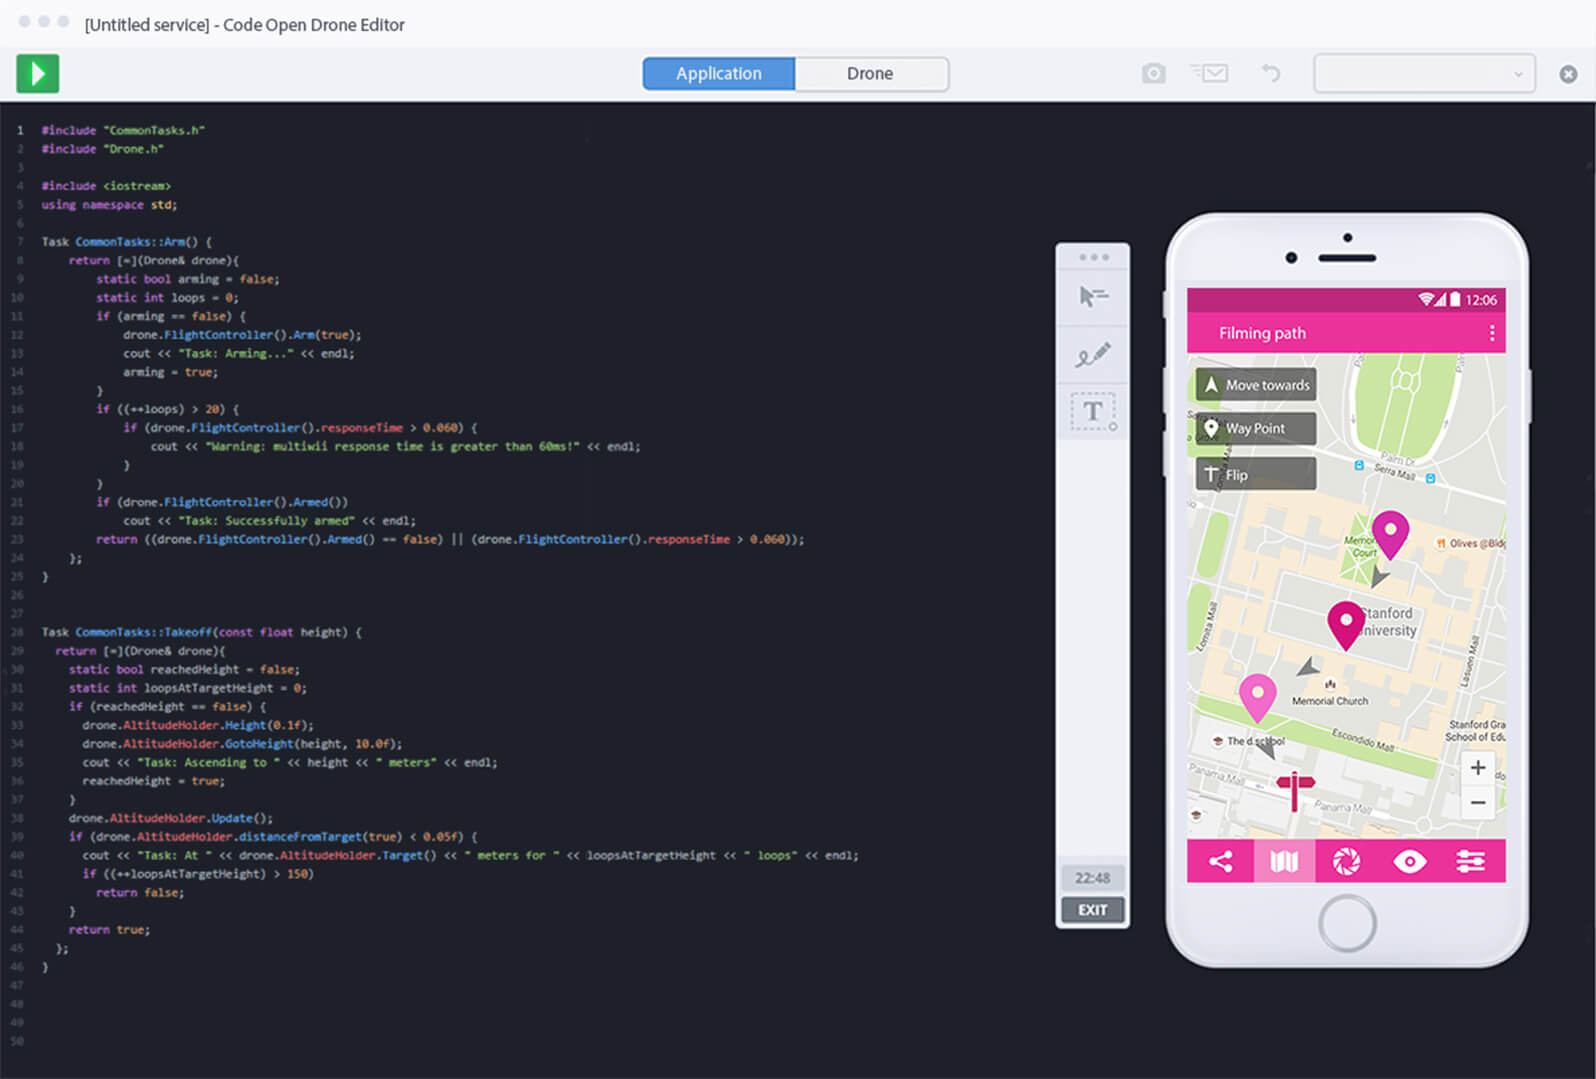 [Untitled service] - Code Open Drone Editor
Application
Drone
1 #include "CommonTasks.h"
2 #include "Drone.h"
3
4 #include <iostream>
5 using namespace std;
6
7 Task CommonTasks::Arm() {
8 return [=](Drone& drone){
9 static bool arming = false;
10 static int loops = 0;
11 if (arming == false) {
12 drone.FlightController().Arm(true);
13 cout << "Task: Arming..." << endl;
14 arming = true;
15 }
16 if ((++loops) > 20) {
17 if (drone.FlightController().responseTime > 0.060) {
18 cout << "Warning: multiwii response time is greater than 60ms!" << endl;
19 }
20 }
21 if (drone.FlightController().Armed())
22 cout << "Task: Successfully armed" << endl;
23 return ((drone.FlightController().Armed() == false) || (drone.FlightController().responseTime > 0.060));
24 };
25 }
26
27
28 Task CommonTasks::Takeoff(const float height) {
29 return [=](Drone& drone){
30 static bool reachedHeight = false;
31 static int loopsAtTargetHeight = 0;
32 if (reachedHeight == false) {
33 drone.AltitudeHolder.Height(0.1f);
34 drone.AltitudeHolder.GotoHeight(height, 10.0f);
35 cout << "Task: Ascending to " << height << " meters" << endl;
36 reachedHeight = true;
37 }
38 drone.AltitudeHolder.Update();
39 if (drone.AltitudeHolder.distanceFromTarget(true) < 0.05f) {
40 cout << "Task: At " << drone.AltitudeHolder.Target() << " meters for " << loopsAtTargetHeight << " loops" << endl;
41 if ((++loopsAtTargetHeight) > 150)
42 return false;
43 }
44 return true;
45 };
46 }
47
48
49
50
T
22:48
EXIT
12:06
Filming path
Move towards
Way Point
Flip
Palm Dr
Serra Mall
Court
Olives @Bldg
Stanford
University
Lomita Mall
Lasuen Mall
Memorial Church
Stanford Gra
School of Edu
The d.school
Escondido Mall
Panama Mall
Panama Mall
+
−